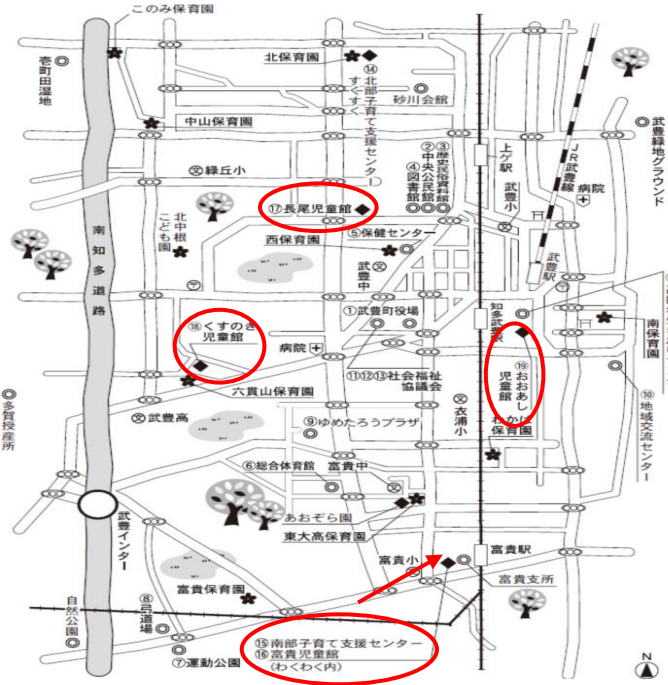 このみ保育園
壱町田湿地
北保育園
⑭北部子育て支援センター
すくすく
砂川会館
中山保育園
③歴史民俗資料館
②中央公民館
④図書館
上ゲ駅
JR武豊線
武豊緑地グラウンド
病院
文緑丘小
武豊小
⑰長尾児童館
⑤保健センター
西保育園
北中根こども園
南知多道路
武豊中文
武豊駅
①武豊町役場
知多武豊駅
⑱くすのき
児童館
病院
南保育園
⑪⑫⑬社会福祉
協議会
⑲おおあし
児童館
六貫山保育園
多賀授産所
文武豊高
⑨ゆめたろうプラザ
文衣浦小
わかば
保育園
⑩地域交流センター
⑥総合体育館
富貴中
文
あおぞら園
東大高保育園
武豊インター
富貴小
文
富貴駅
富貴支所
富貴保育園
自然公園
⑧弓道場
⑦運動公園
⑮南部子育て支援センター
⑯富貴児童館
(わくわく内)
N